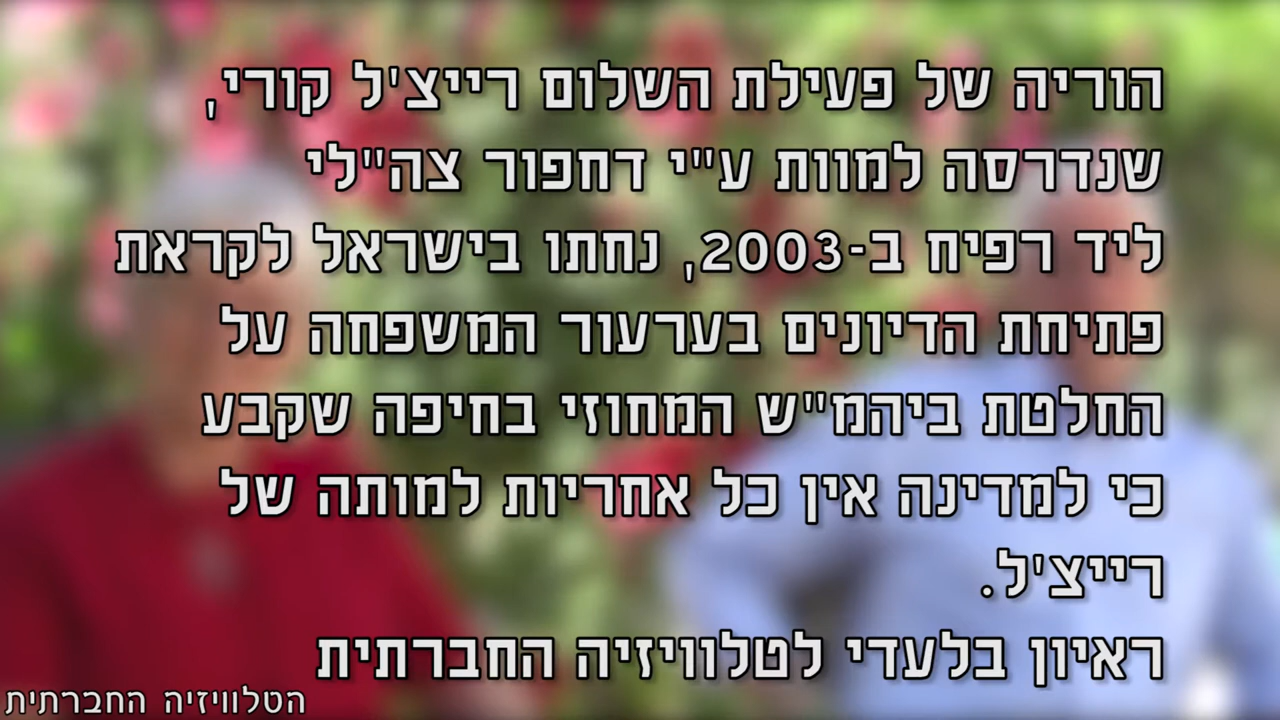 הוריה של פעילת השלום רייצ'ל קורי,
שנדרסה למוות ע"י דחפור צה"לי
ליד רפיח ב-2003, נחתו בישראל לקראת
פתיחת הדיונים בערעור המשפחה על
החלטת ביהמ"ש המחוזי בחיפה שקבע
כי למדינה אין כל אחריות למותה של
רייצ'ל.
ראיון בלעדי לטלוויזיה החברתית
הטלוויזיה החברתית